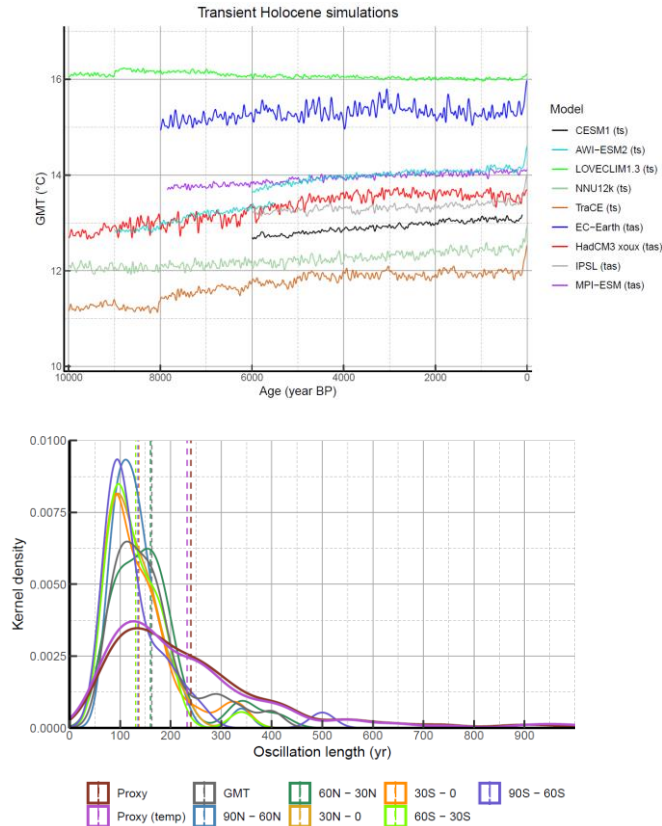 Transient Holocene simulations
16
14
12
10
GMT (°C)
10000 8000 6000 4000 2000 0
Age (year BP)
Model
CESM1 (ts)
AWI−ESM2 (ts)
LOVECLIM1.3 (ts)
NNU12k (ts)
TraCE (ts)
EC−Earth (tas)
HadCM3 xoux (tas)
IPSL (tas)
MPI−ESM (tas)
0.0100
0.0075
0.0050
0.0025
0.0000
Kernel density
0 100 200 300 400 500 600 700 800 900
Oscillation length (yr)
Proxy GMT 60N − 30N 30S − 0 90S − 60S
Proxy (temp) 90N − 60N 30N − 0 60S − 30S